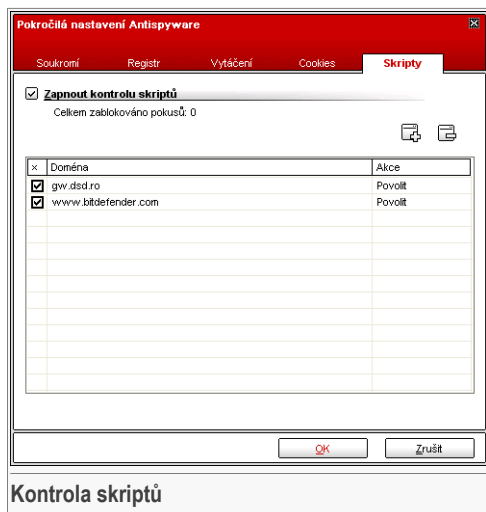 Pokročilá nastavení Antispyware
Soukromí Registr Vytáčení Cookies Skripty
Zapnout kontrolu skriptů
Celkem zablokováno pokusů: 0
× Doména Akce
gw.dsd.ro Povolit
www.bitdefender.com Povolit
OK Zrušit
Kontrola skriptů